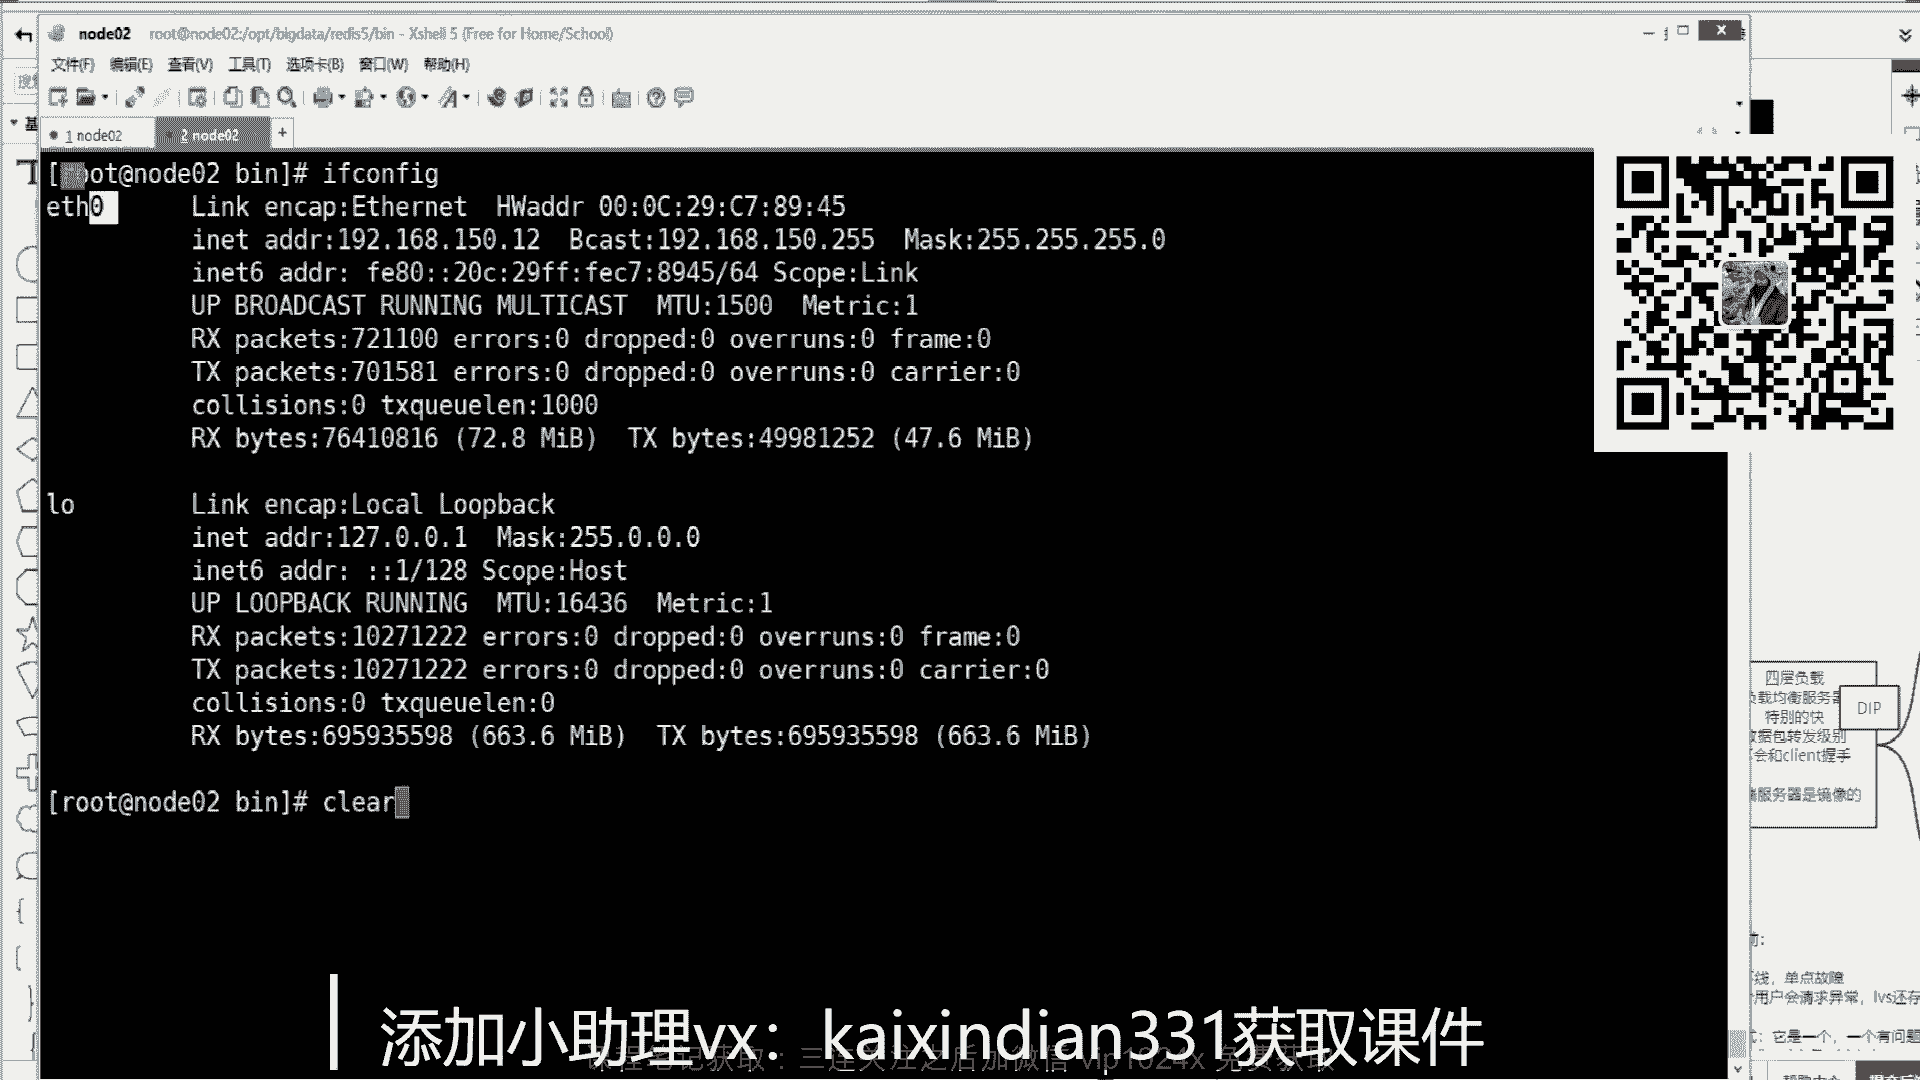 node02 root@node02:/opt/bigdata/redis5/bin - Xshell 5 (Free for Home/School)
文件(F) 编辑(E) 查看(V) 工具(T) 选项卡(B) 窗口(W) 帮助(H)
1 node02 2 node02 +
[root@node02 bin]# ifconfig
eth0 Link encap:Ethernet HWaddr 00:0C:29:C7:89:45
inet addr:192.168.150.12 Bcast:192.168.150.255 Mask:255.255.255.0
inet6 addr: fe80::20c:29ff:fec7:8945/64 Scope:Link
UP BROADCAST RUNNING MULTICAST MTU:1500 Metric:1
RX packets:721100 errors:0 dropped:0 overruns:0 frame:0
TX packets:701581 errors:0 dropped:0 overruns:0 carrier:0
collisions:0 txqueuelen:1000
RX bytes:76410816 (72.8 MiB) TX bytes:49981252 (47.6 MiB)
lo Link encap:Local Loopback
inet addr:127.0.0.1 Mask:255.0.0.0
inet6 addr: ::1/128 Scope:Host
UP LOOPBACK RUNNING MTU:16436 Metric:1
RX packets:10271222 errors:0 dropped:0 overruns:0 frame:0
TX packets:10271222 errors:0 dropped:0 overruns:0 carrier:0
collisions:0 txqueuelen:0
RX bytes:695935598 (663.6 MiB) TX bytes:695935598 (663.6 MiB)
[root@node02 bin]# clear
四层负载
负载均衡服务器
特别的快
数据包转发级别
会和client握手
服务器是镜像的
DIP
线，单点故障
用户会请求异常，lvs还存
它是一个，一个有问题
添加小助理vx：kaixindian331获取课件
课程笔记获取：三连关注之后加微信 vip1024x 免费获取